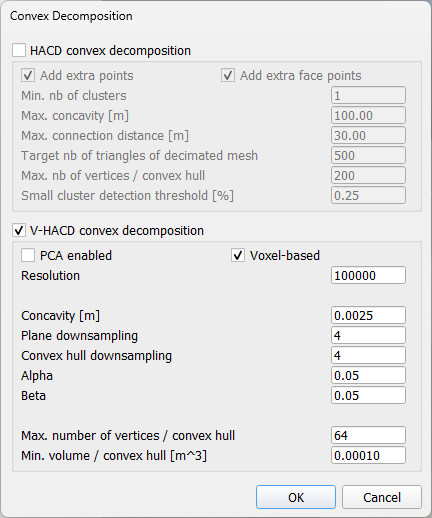 Convex Decomposition
HACD convex decomposition
Add extra points Add extra face points
Min. nb of clusters 1
Max. concavity [m] 100.00
Max. connection distance [m] 30.00
Target nb of triangles of decimated mesh 500
Max. nb of vertices / convex hull 200
Small cluster detection threshold [%] 0.25
V-HACD convex decomposition
PCA enabled Voxel-based
Resolution 100000
Concavity [m] 0.0025
Plane downsampling 4
Convex hull downsampling 4
Alpha 0.05
Beta 0.05
Max. number of vertices / convex hull 64
Min. volume / convex hull [m^3] 0.00010
OK Cancel